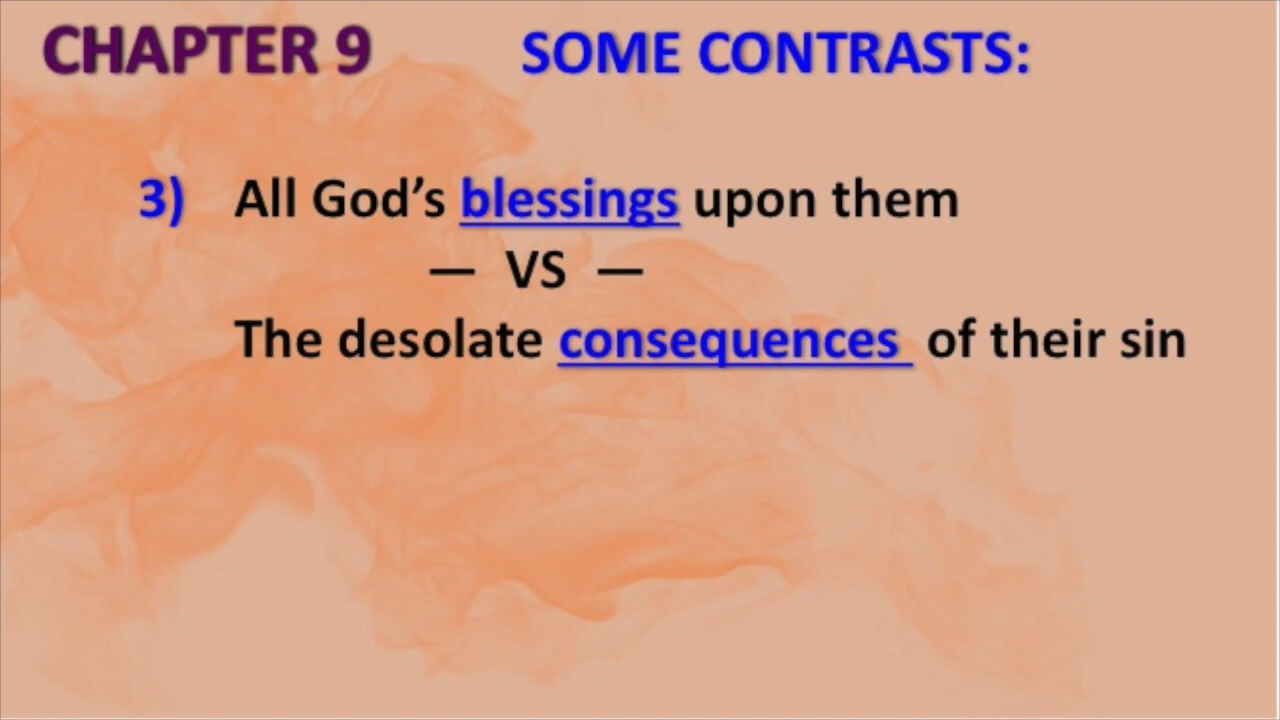 CHAPTER 9 SOME CONTRASTS:
3) All God’s blessings upon them
— VS —
The desolate consequences of their sin